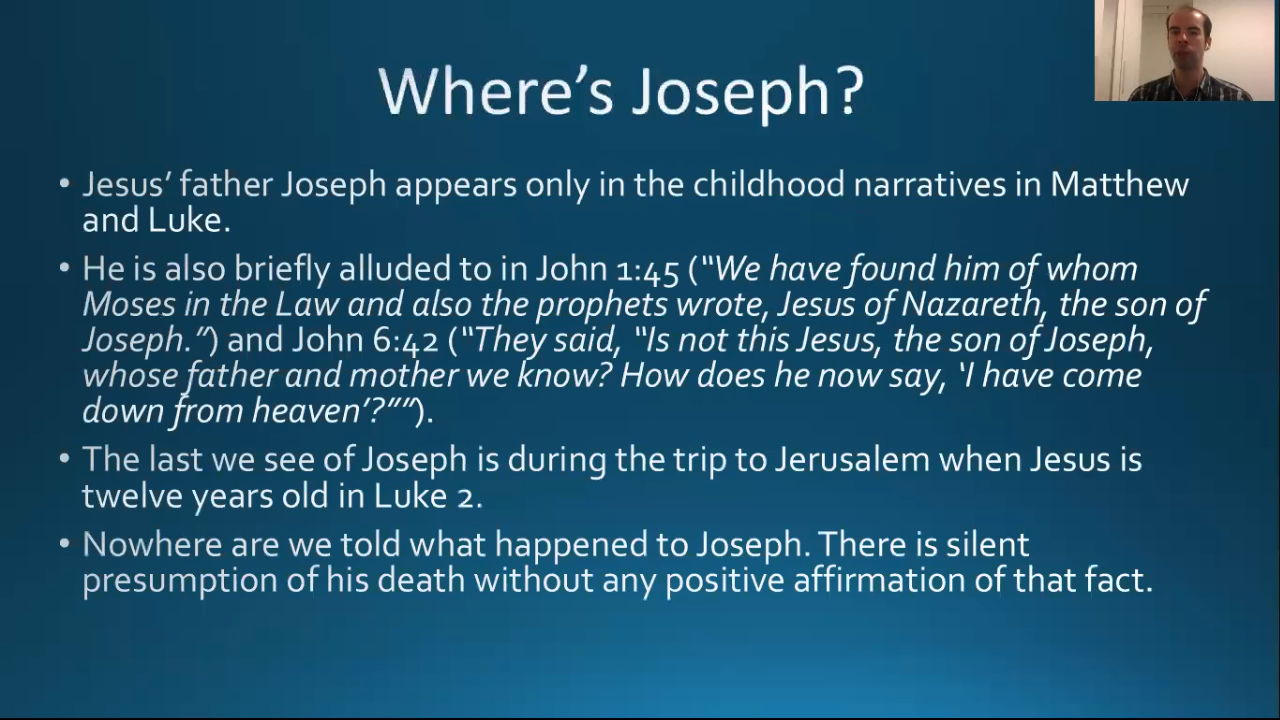 Where’s Joseph?
• Jesus’ father Joseph appears only in the childhood narratives in Matthew
and Luke.
• He is also briefly alluded to in John 1:45 (“We have found him of whom
Moses in the Law and also the prophets wrote, Jesus of Nazareth, the son of
Joseph.”) and John 6:42 (“They said, “Is not this Jesus, the son of Joseph,
whose father and mother we know? How does he now say, ‘I have come
down from heaven’?””).
• The last we see of Joseph is during the trip to Jerusalem when Jesus is
twelve years old in Luke 2.
• Nowhere are we told what happened to Joseph. There is silent
presumption of his death without any positive affirmation of that fact.